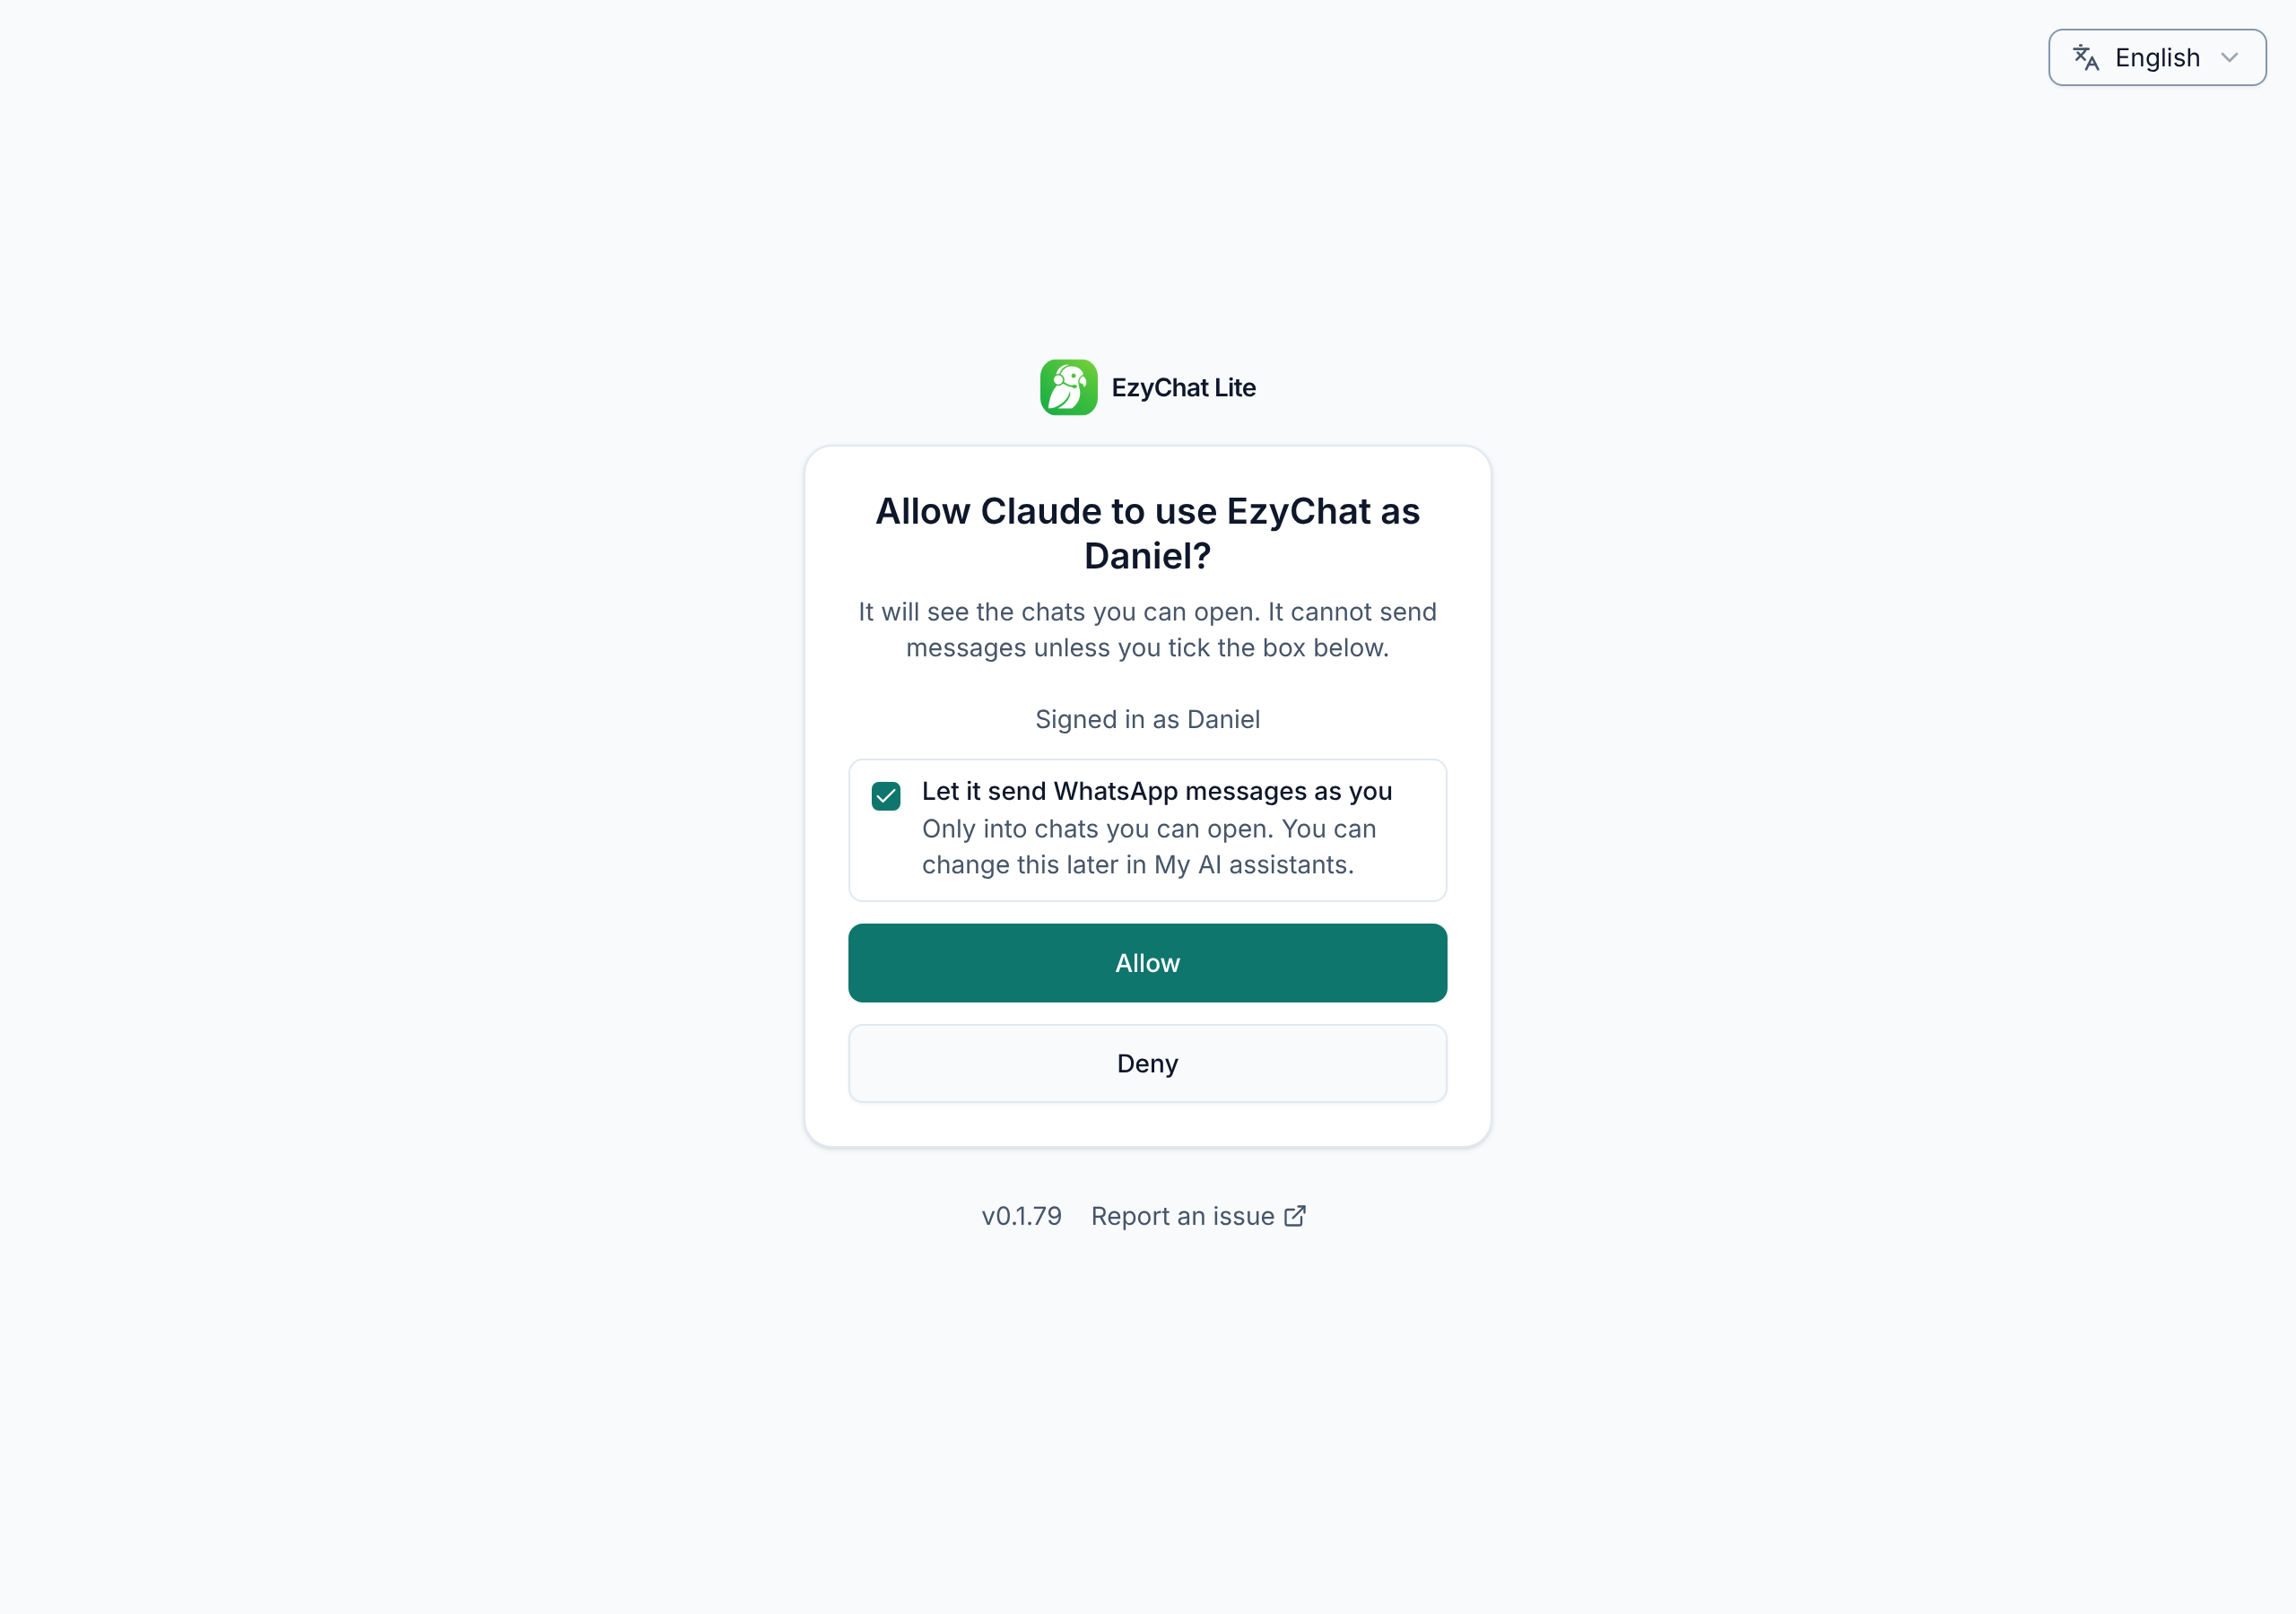 English
EzyChat Lite
Allow Claude to use EzyChat as
Daniel?
It will see the chats you can open. It cannot send
messages unless you tick the box below.
Signed in as Daniel
Let it send WhatsApp messages as you
Only into chats you can open. You can
change this later in My AI assistants.
Allow
Deny
v0.1.79 Report an issue